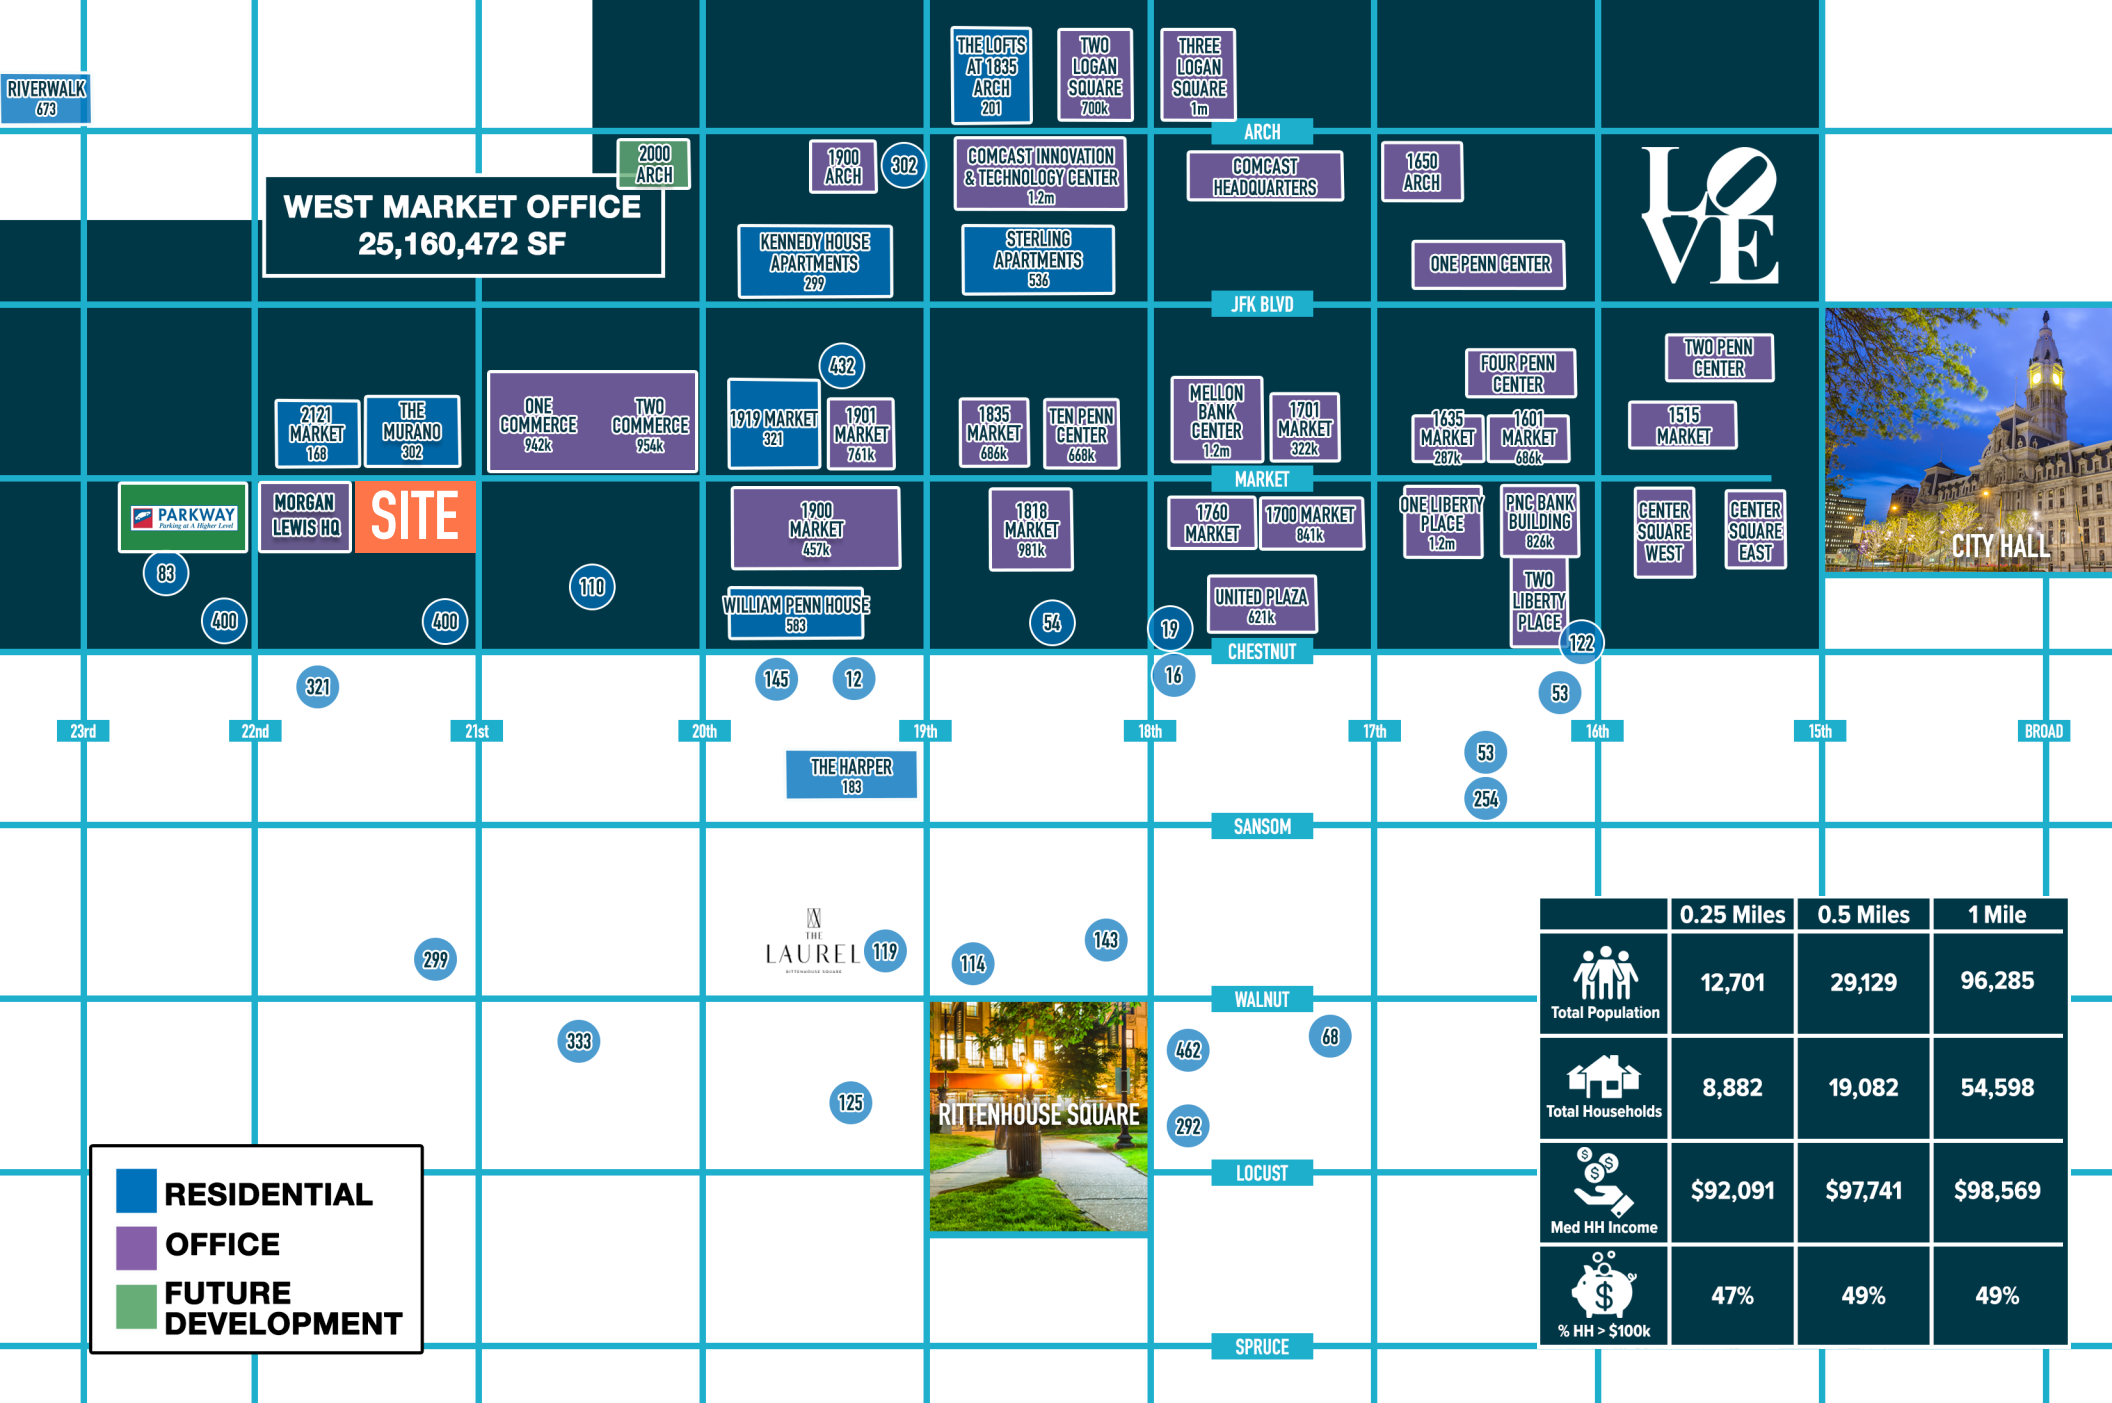 THE LOFTS
AT 1835
ARCH
201
TWO
LOGAN
SQUARE
700k
THREE
LOGAN
SQUARE
1m
RIVERWALK
673
ARCH
2000
ARCH
1900
ARCH
302
COMCAST INNOVATION
& TECHNOLOGY CENTER
1.2m
COMCAST
HEADQUARTERS
1650
ARCH
LOVE
WEST MARKET OFFICE
25,160,472 SF
KENNEDY HOUSE
APARTMENTS
299
STERLING
APARTMENTS
536
ONE PENN CENTER
JFK BLVD
432
FOUR PENN
CENTER
TWO PENN
CENTER
2121
MARKET
168
THE
MURANO
302
ONE
COMMERCE
942k
TWO
COMMERCE
954k
1919 MARKET
321
1901
MARKET
761k
1835
MARKET
686k
TEN PENN
CENTER
668k
MELLON
BANK
CENTER
1.2m
1701
MARKET
322k
1635
MARKET
287k
1601
MARKET
686k
1515
MARKET
MARKET
PARKWAY
Parking at A Higher Level
MORGAN
LEWIS HQ
SITE
1900
MARKET
457k
1818
MARKET
981k
1760
MARKET
1700 MARKET
841k
ONE LIBERTY
PLACE
1.2m
PNC BANK
BUILDING
826k
CENTER
SQUARE
WEST
CENTER
SQUARE
EAST
CITY HALL
83
400
400
110
WILLIAM PENN HOUSE
583
54
19
UNITED PLAZA
621k
TWO
LIBERTY
PLACE
122
CHESTNUT
321
145
12
16
53
23rd
22nd
21st
20th
19th
18th
17th
16th
15th
BROAD
THE HARPER
183
53
254
SANSOM
299
THE
LAUREL
RITTENHOUSE SQUARE
119
114
143
WALNUT
333
125
RITTENHOUSE SQUARE
462
68
292
LOCUST
SPRUCE
RESIDENTIAL
OFFICE
FUTURE
DEVELOPMENT
0.25 Miles
0.5 Miles
1 Mile
Total Population
12,701
29,129
96,285
Total Households
8,882
19,082
54,598
Med HH Income
$92,091
$97,741
$98,569
% HH > $100k
47%
49%
49%